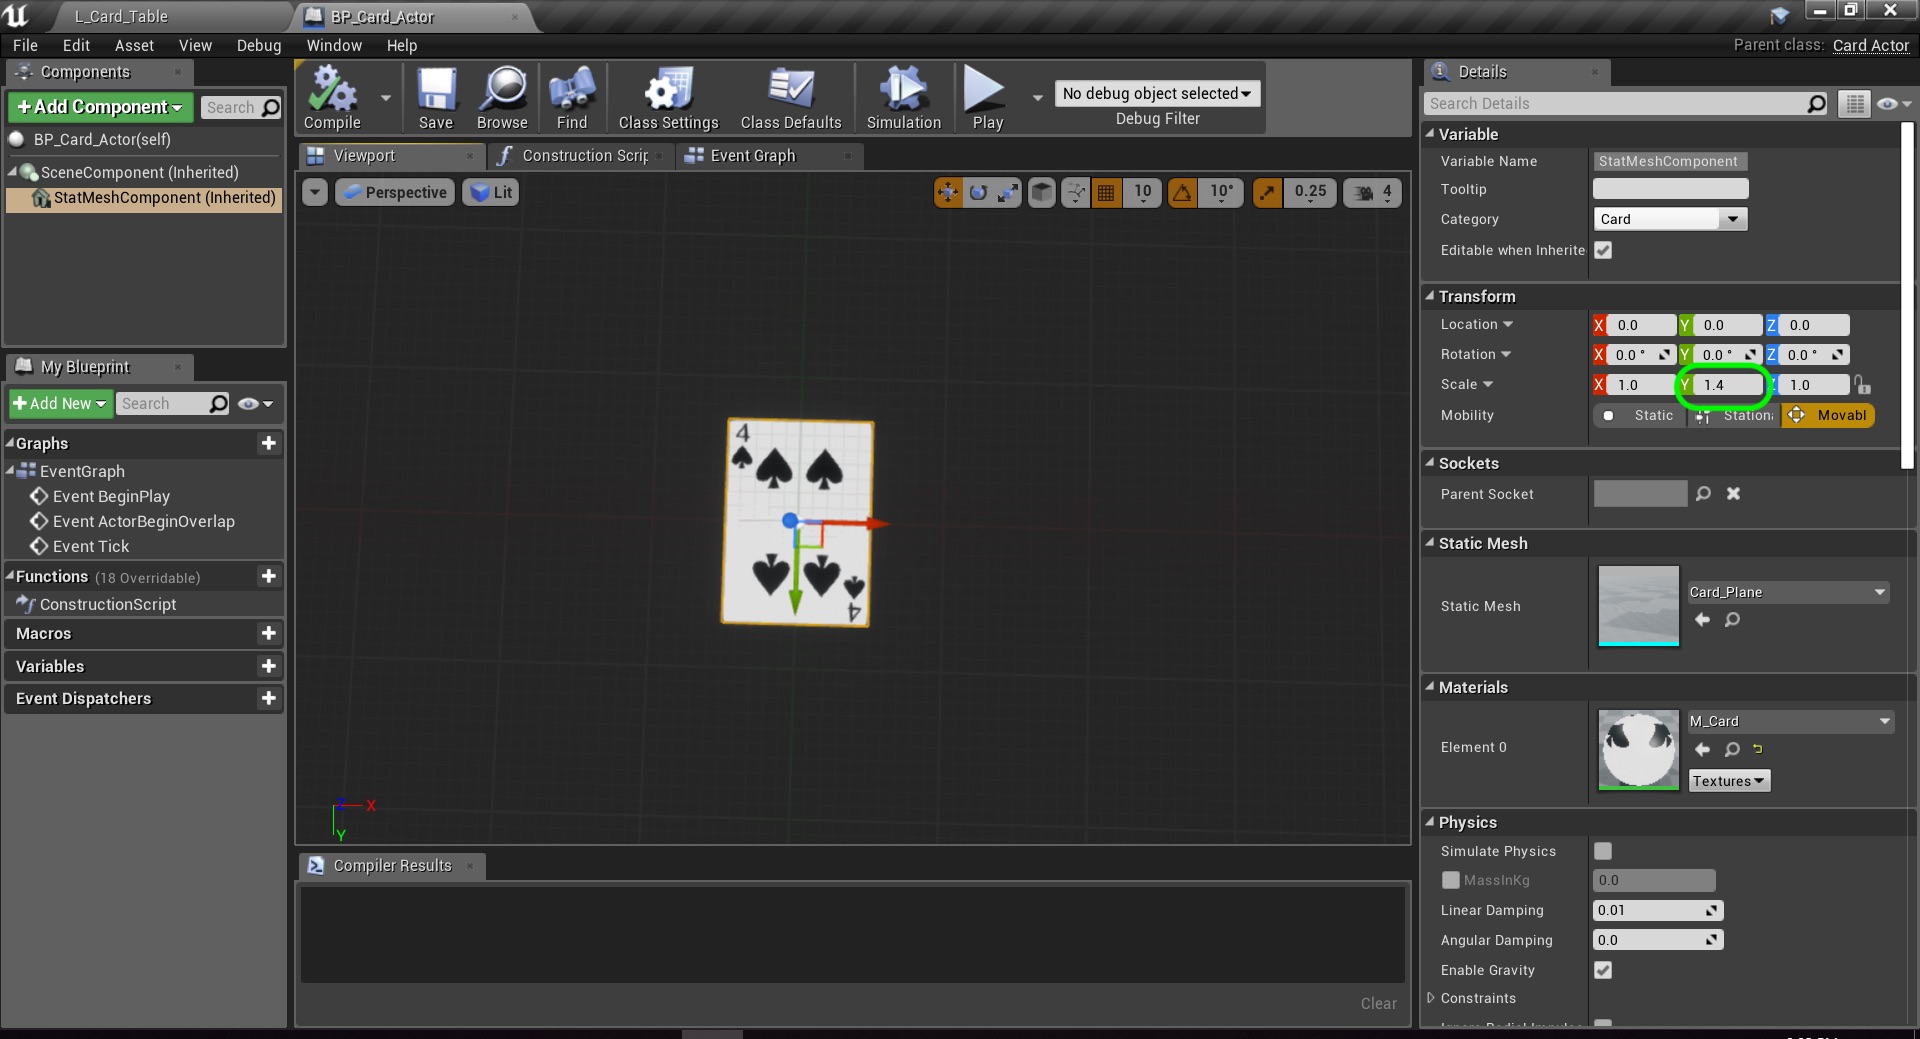 L_Card_Table
BP_Card_Actor
File Edit Asset View Debug Window Help
Parent class: Card Actor
Components
+Add Component
Search
BP_Card_Actor(self)
SceneComponent (Inherited)
StatMeshComponent (Inherited)
My Blueprint
+Add New
Search
Graphs
EventGraph
Event BeginPlay
Event ActorBeginOverlap
Event Tick
Functions (18 Overridable)
ConstructionScript
Macros
Variables
Event Dispatchers
Compile
Save
Browse
Find
Class Settings
Class Defaults
Simulation
Play
No debug object selected
Debug Filter
Viewport
Construction Scrip
Event Graph
Perspective
Lit
10
10°
0.25
4
4
4
Z X
Y
Compiler Results
Clear
Details
Search Details
Variable
Variable Name StatMeshComponent
Tooltip
Category Card
Editable when Inherite
Transform
Location X 0.0 Y 0.0 Z 0.0
Rotation X 0.0 ° Y 0.0 ° Z 0.0 °
Scale X 1.0 Y 1.4 Z 1.0
Mobility Static Stationa Movabl
Sockets
Parent Socket
Static Mesh
Static Mesh Card_Plane
Materials
Element 0 M_Card
Textures
Physics
Simulate Physics
MassInKg 0.0
Linear Damping 0.01
Angular Damping 0.0
Enable Gravity
Constraints